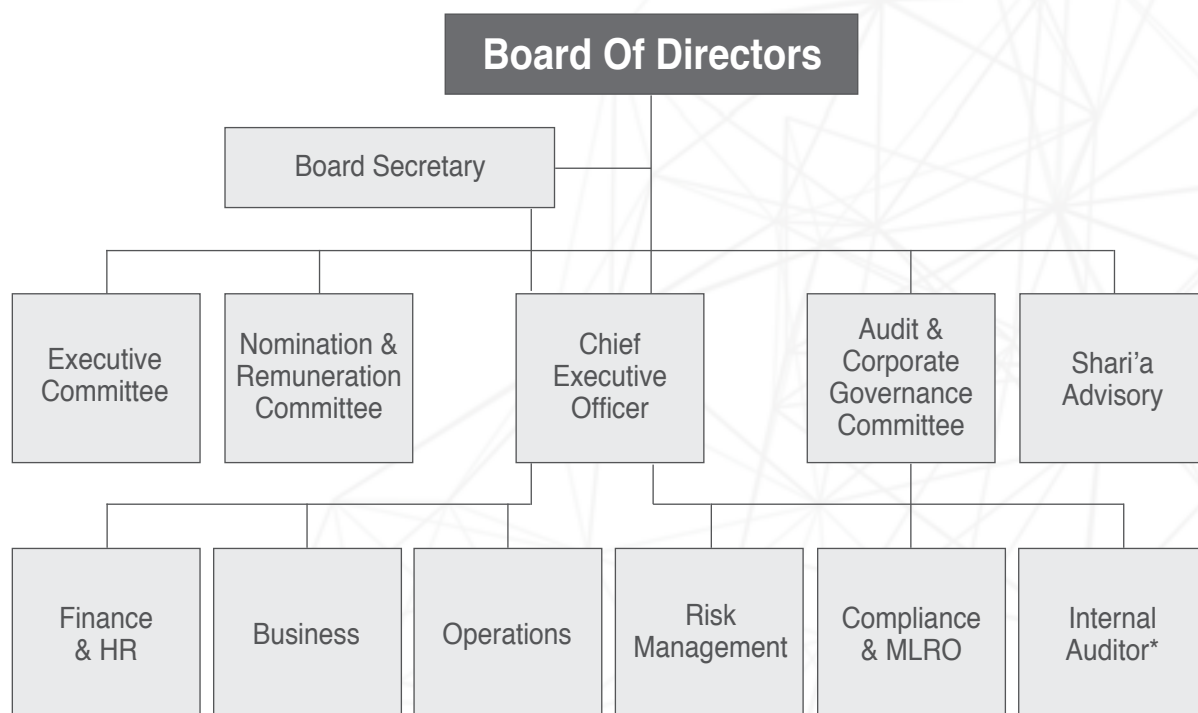 Board Of Directors
Board Secretary
Executive
Committee
Nomination &
Remuneration
Committee
Chief
Executive
Officer
Audit &
Corporate
Governance
Committee
Shari’a
Advisory
Finance
& HR
Business
Operations
Risk
Management
Compliance
& MLRO
Internal
Auditor*